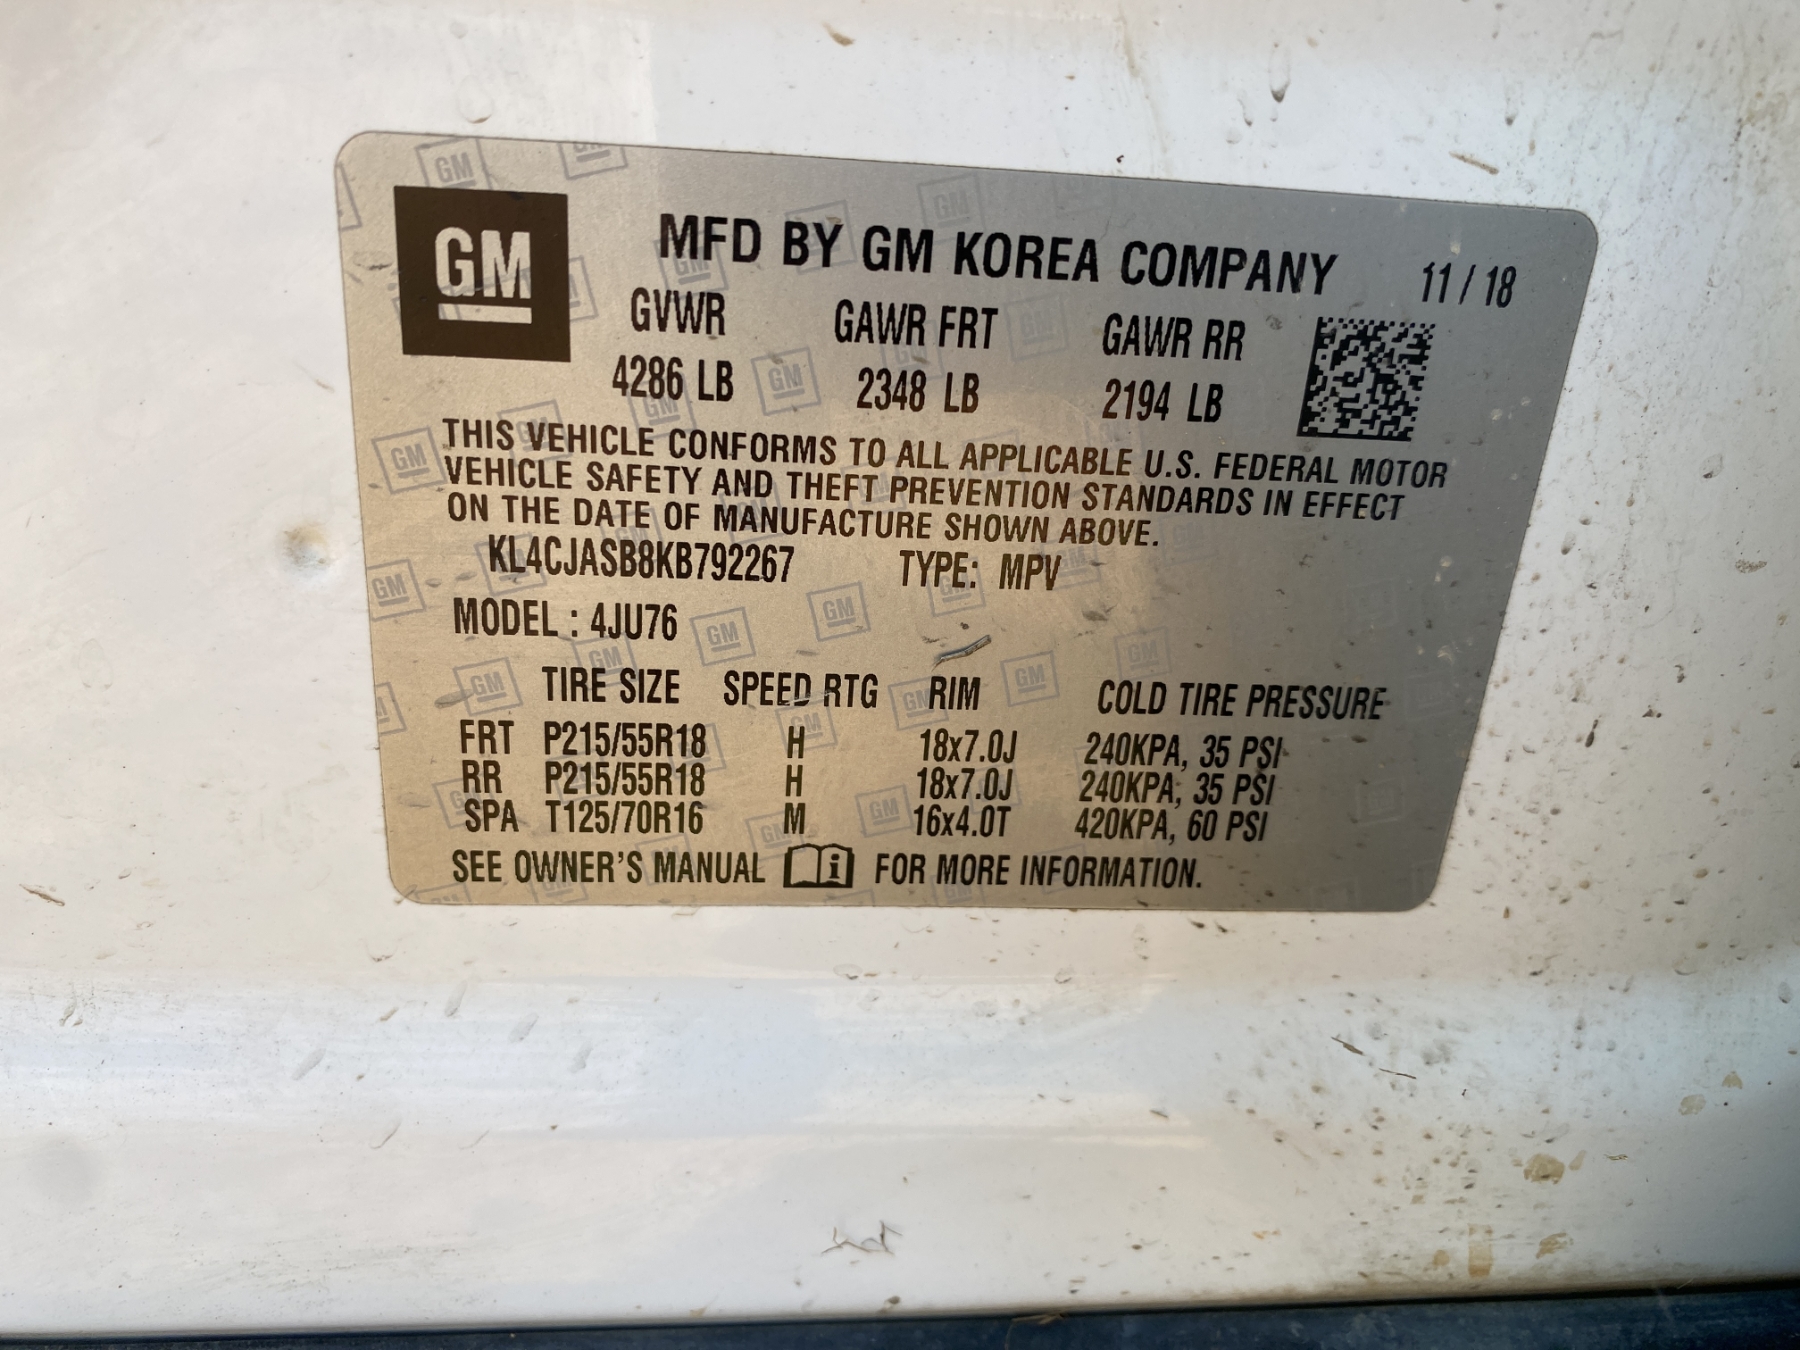 GM
MFD BY GM KOREA COMPANY 11 / 18
GVWR GAWR FRT GAWR RR
4286 LB 2348 LB 2194 LB
THIS VEHICLE CONFORMS TO ALL APPLICABLE U.S. FEDERAL MOTOR
VEHICLE SAFETY AND THEFT PREVENTION STANDARDS IN EFFECT
ON THE DATE OF MANUFACTURE SHOWN ABOVE.
KL4CJASB8KB792267 TYPE: MPV
MODEL : 4JU76
TIRE SIZE SPEED RTG RIM COLD TIRE PRESSURE
FRT P215/55R18 H 18x7.0J 240KPA, 35 PSI
RR P215/55R18 H 18x7.0J 240KPA, 35 PSI
SPA T125/70R16 M 16x4.0T 420KPA, 60 PSI
SEE OWNER'S MANUAL i FOR MORE INFORMATION.